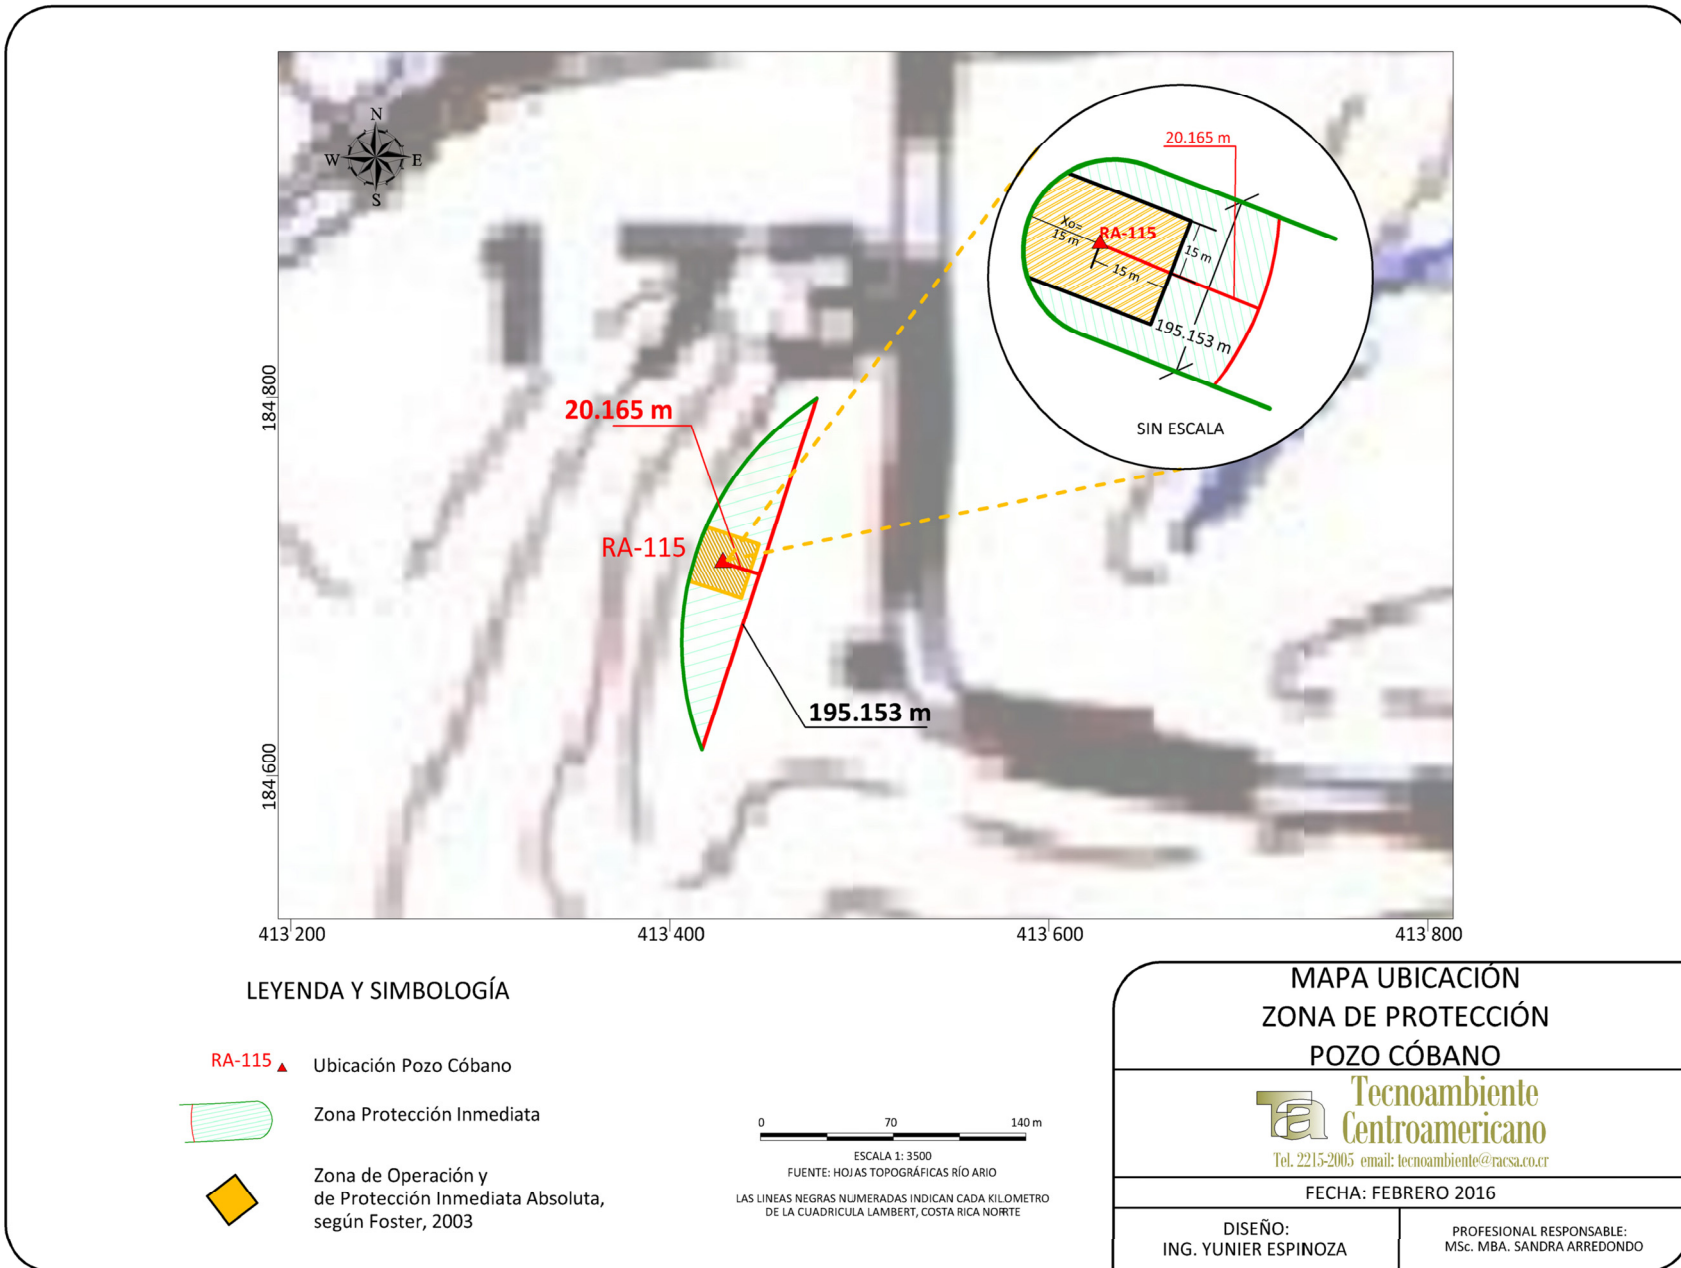 N
W E
S
173
20.165 m
Xo=
15 m
RA-115
15 m
15 m
195.153 m
SIN ESCALA
20.165 m
RA-115
195.153 m
184 800
184 600
413 200
413 400
413 600
413 800
LEYENDA Y SIMBOLOGÍA
RA-115
Ubicación Pozo Cóbano
Zona Protección Inmediata
Zona de Operación y
de Protección Inmediata Absoluta,
según Foster, 2003
0 70 140 m
ESCALA 1: 3500
FUENTE: HOJAS TOPOGRÁFICAS RÍO ARIO
LAS LINEAS NEGRAS NUMERADAS INDICAN CADA KILOMETRO
DE LA CUADRICULA LAMBERT, COSTA RICA NORTE
MAPA UBICACIÓN
ZONA DE PROTECCIÓN
POZO CÓBANO
Ta
Tecnoambiente
Centroamericano
Tel. 2215-2005 email: tecnoambiente@racsa.co.cr
FECHA: FEBRERO 2016
DISEÑO:
ING. YUNIER ESPINOZA
PROFESIONAL RESPONSABLE:
MSc. MBA. SANDRA ARREDONDO